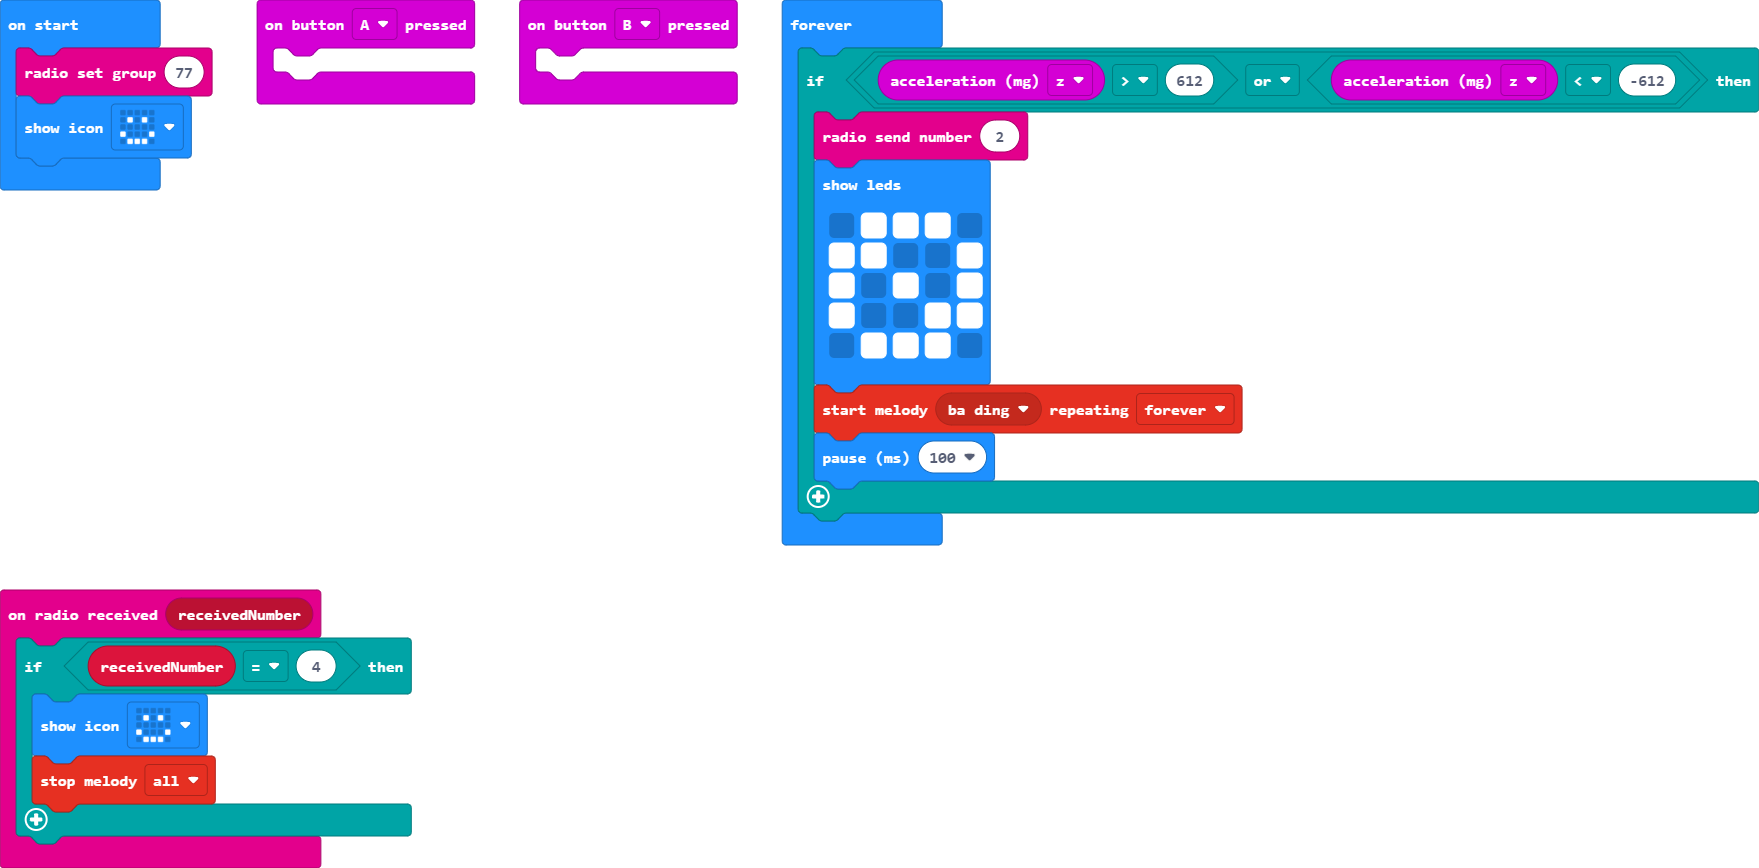 on start
radio set group 77
show icon
on button A pressed
on button B pressed
forever
if acceleration (mg) z > 612 or acceleration (mg) z < -612 then
radio send number 2
show leds
start melody ba ding repeating forever
pause (ms) 100
on radio received receivedNumber
if receivedNumber = 4 then
show icon
stop melody all